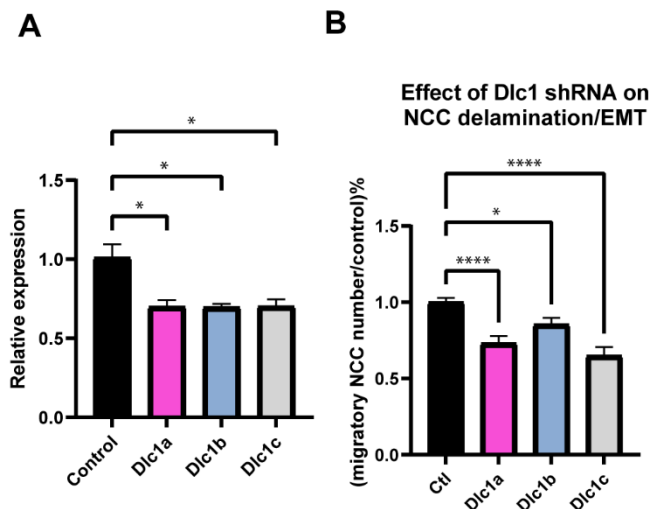 A
*
*
*
Relative expression
1.5
1.0
0.5
0.0
Control
Dlc1a
Dlc1b
Dlc1c
B
Effect of Dlc1 shRNA on
NCC delamination/EMT
****
*
****
(migratory NCC number/control)%
1.5
1.0
0.5
0.0
Ctl
Dlc1a
Dlc1b
Dlc1c